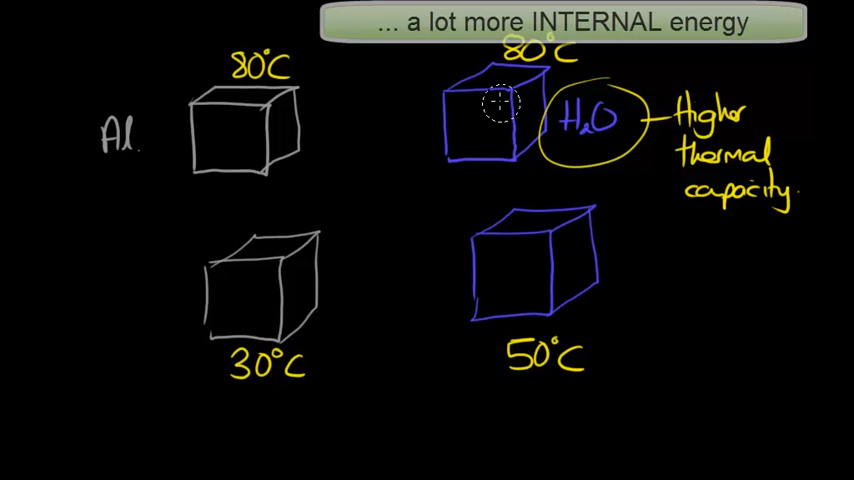 ... a lot more INTERNAL energy
80°C
80°C
Al.
H₂O
Higher
thermal
capacity.
30°C
50°C